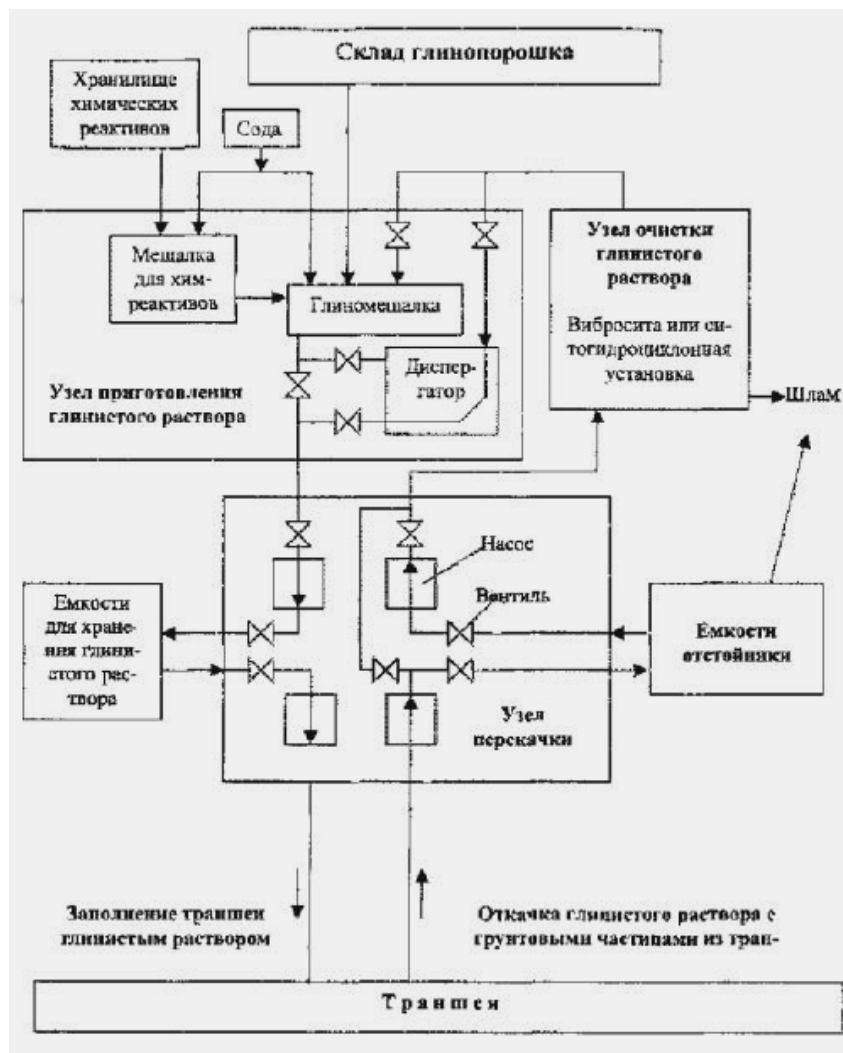 Склад глинопорошка
Хранилище
химических
реактивов
Сода
Мешалка
для хим-
реактивов
Глиномешалка
Диспер-
гатор
Узел приготовления
глинистого раствора
Узел очистки
глинистого
раствора
Вибросита или си-
тогидроциклонная
установка
Шлам
Насос
Вентиль
Емкости
для хране-
ния глини-
стого рас-
твора
Емкости
отстойники
Узел
перекачки
Заполнение траншеи
глинистым раствором
Откачка глинистого раствора с
грунтовыми частицами из тран-
Траншея